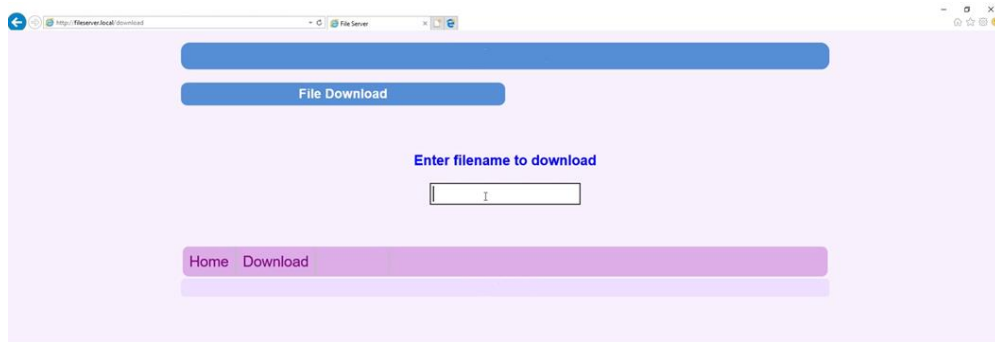 http://fileserver.local/download
File Server
File Download
Enter filename to download
Home Download